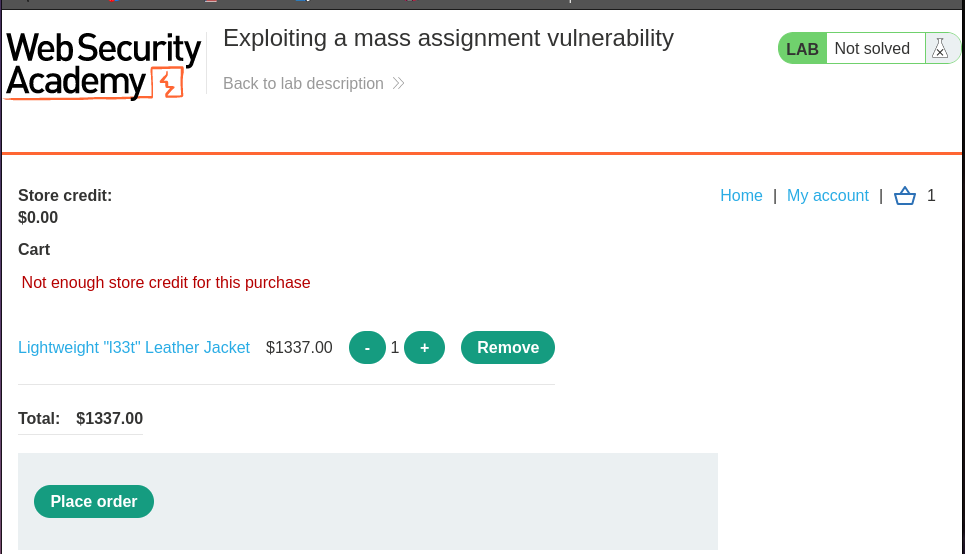 Web Security
Academy
Exploiting a mass assignment vulnerability
Back to lab description
LAB Not solved
Store credit:
$0.00
Home | My account | 1
Cart
Not enough store credit for this purchase
Lightweight "l33t" Leather Jacket $1337.00 - 1 + Remove
Total: $1337.00
Place order